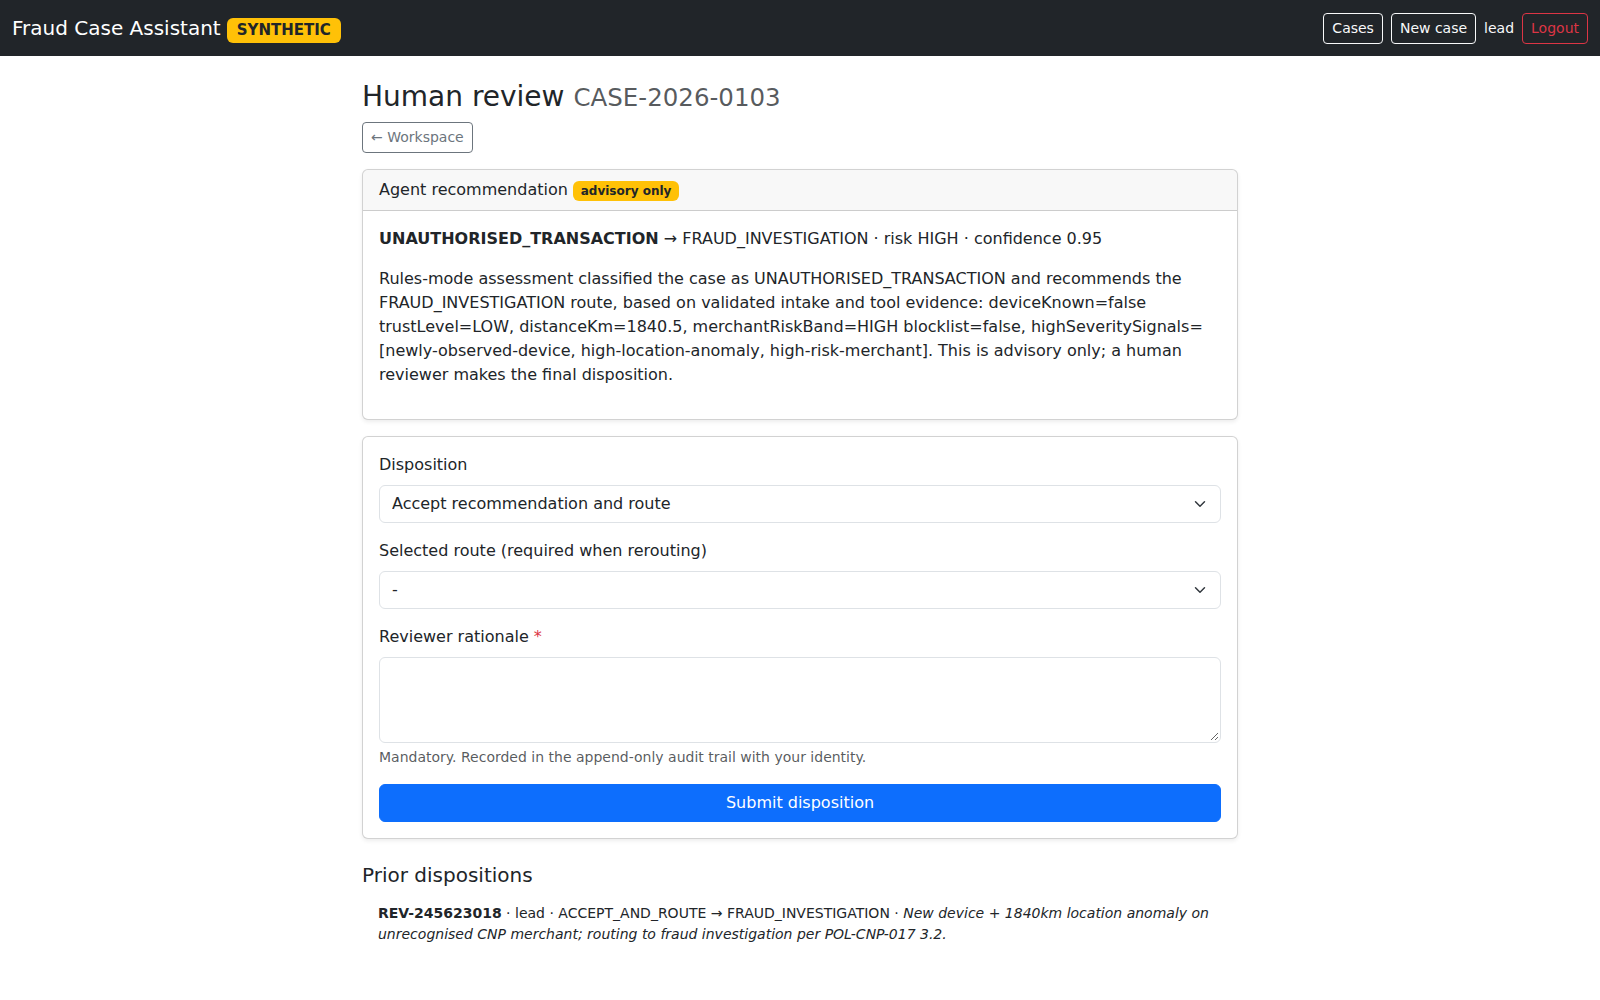 Fraud Case Assistant SYNTHETIC
Cases New case lead Logout
Human review CASE-2026-0103
← Workspace
Agent recommendation advisory only
UNAUTHORISED_TRANSACTION → FRAUD_INVESTIGATION · risk HIGH · confidence 0.95
Rules-mode assessment classified the case as UNAUTHORISED_TRANSACTION and recommends the
FRAUD_INVESTIGATION route, based on validated intake and tool evidence: deviceKnown=false
trustLevel=LOW, distanceKm=1840.5, merchantRiskBand=HIGH blocklist=false, highSeveritySignals=
[newly-observed-device, high-location-anomaly, high-risk-merchant]. This is advisory only; a human
reviewer makes the final disposition.
Disposition
Accept recommendation and route
Selected route (required when rerouting)
-
Reviewer rationale *
Mandatory. Recorded in the append-only audit trail with your identity.
Submit disposition
Prior dispositions
REV-245623018 · lead · ACCEPT_AND_ROUTE → FRAUD_INVESTIGATION · New device + 1840km location anomaly on
unrecognised CNP merchant; routing to fraud investigation per POL-CNP-017 3.2.